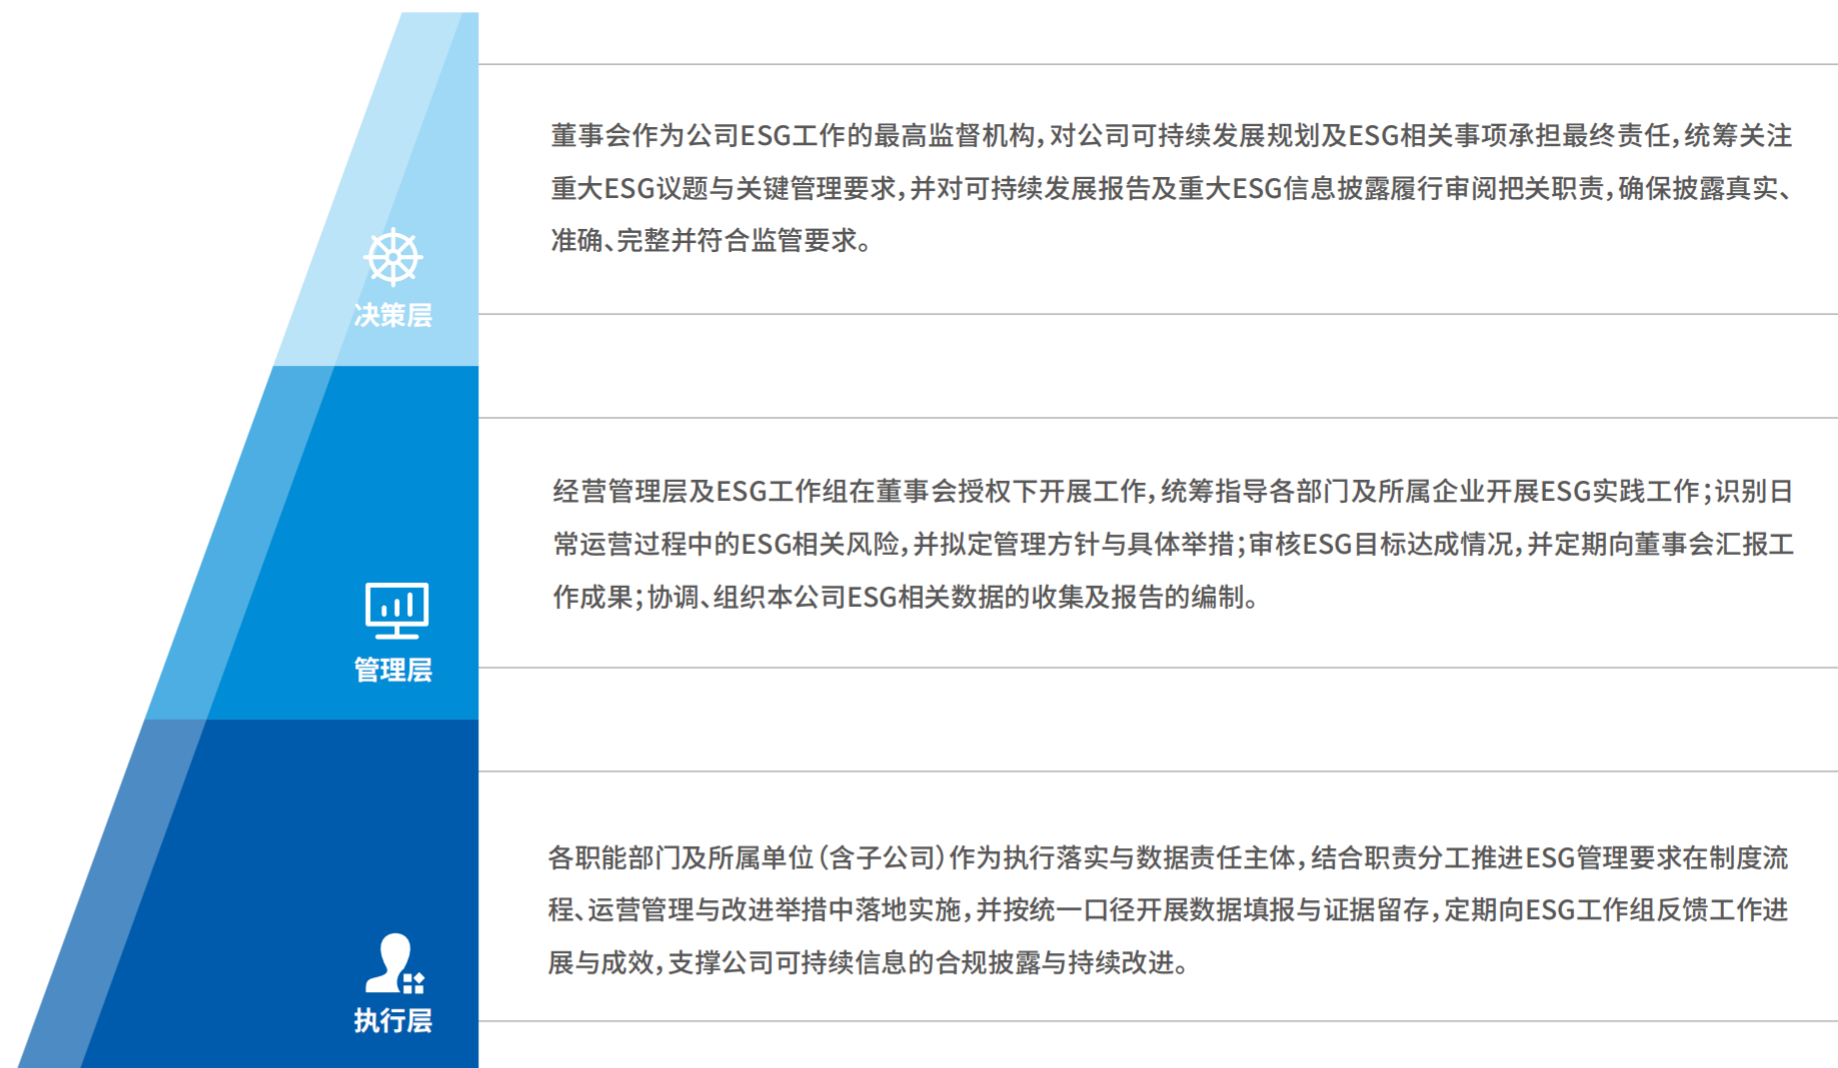 董事会作为公司ESG工作的最高监督机构,对公司可持续发展规划及ESG相关事项承担最终责任,统筹关注
重大ESG议题与关键管理要求,并对可持续发展报告及重大ESG信息披露履行审阅把关职责,确保披露真实、
准确、完整并符合监管要求。
决策层
经营管理层及ESG工作组在董事会授权下开展工作,统筹指导各部门及所属企业开展ESG实践工作;识别日
常运营过程中的ESG相关风险,并拟定管理方针与具体举措;审核ESG目标达成情况,并定期向董事会汇报工
作成果;协调、组织本公司ESG相关数据的收集及报告的编制。
管理层
各职能部门及所属单位(含子公司)作为执行落实与数据责任主体,结合职责分工推进ESG管理要求在制度流
程、运营管理与改进举措中落地实施,并按统一口径开展数据填报与证据留存,定期向ESG工作组反馈工作进
展与成效,支撑公司可持续信息的合规披露与持续改进。
执行层